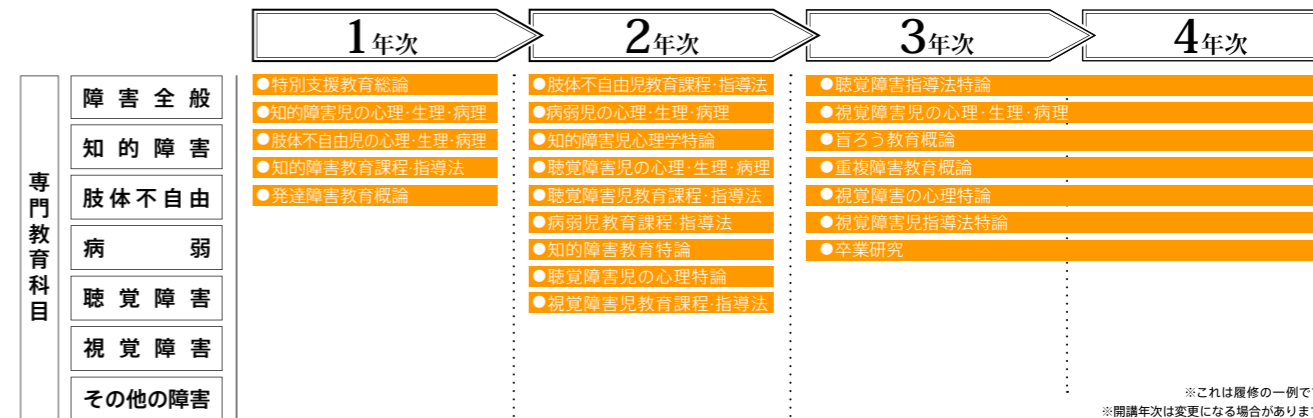 1年次
2年次
3年次
4年次
専門教育科目
障害全般
知的障害
肢体不自由
病弱
聴覚障害
視覚障害
その他の障害
●特別支援教育総論
●知的障害児の心理·生理·病理
●肢体不自由児の心理·生理·病理
●知的障害教育課程·指導法
●発達障害教育概論
●肢体不自由児教育課程·指導法
●病弱児の心理·生理·病理
●知的障害児心理学特論
●聴覚障害児の心理·生理·病理
●聴覚障害児教育課程·指導法
●病弱児教育課程·指導法
●知的障害教育特論
●聴覚障害児の心理特論
●視覚障害児教育課程·指導法
●聴覚障害指導法特論
●視覚障害児の心理·生理·病理
●盲ろう教育概論
●重複障害教育概論
●視覚障害の心理特論
●視覚障害児指導法特論
●卒業研究
※これは履修の一例で
※開講年次は変更になる場合がありま